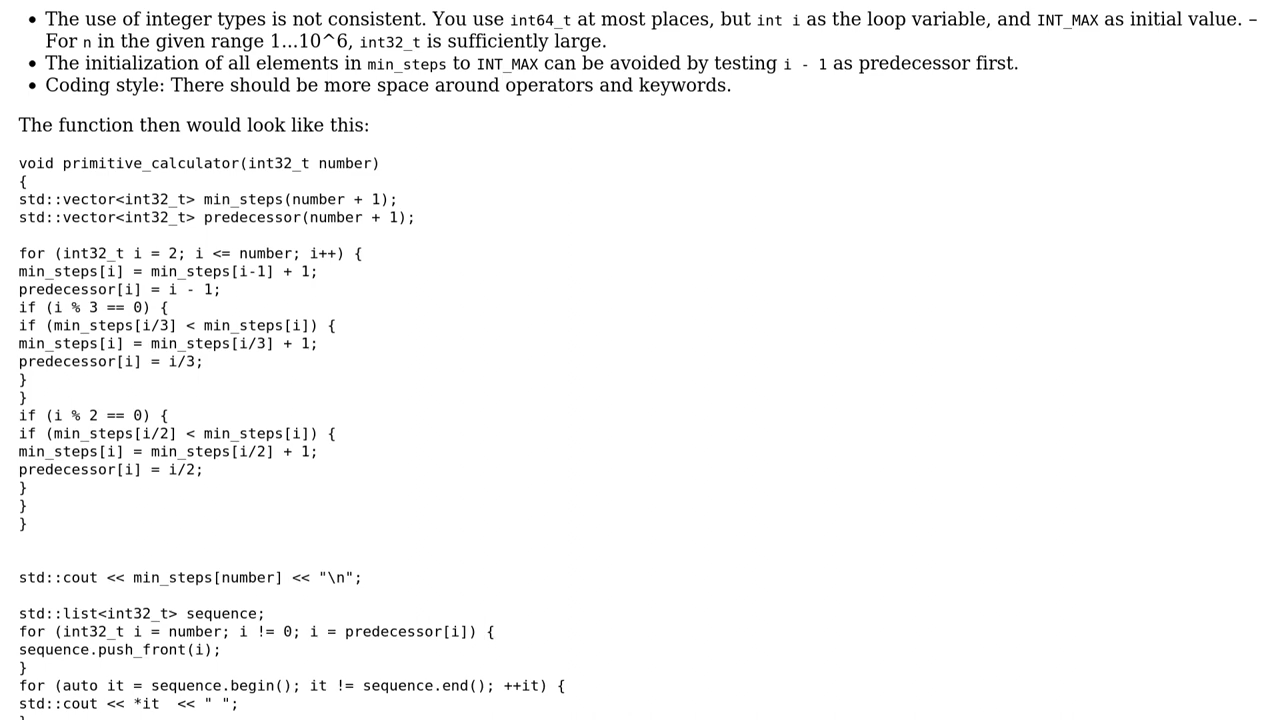 • The use of integer types is not consistent. You use int64_t at most places, but int i as the loop variable, and INT_MAX as initial value. –
For n in the given range 1...10^6, int32_t is sufficiently large.
• The initialization of all elements in min_steps to INT_MAX can be avoided by testing i - 1 as predecessor first.
• Coding style: There should be more space around operators and keywords.
The function then would look like this:
void primitive_calculator(int32_t number)
{
std::vector<int32_t> min_steps(number + 1);
std::vector<int32_t> predecessor(number + 1);
for (int32_t i = 2; i <= number; i++) {
min_steps[i] = min_steps[i-1] + 1;
predecessor[i] = i - 1;
if (i % 3 == 0) {
if (min_steps[i/3] < min_steps[i]) {
min_steps[i] = min_steps[i/3] + 1;
predecessor[i] = i/3;
}
}
if (i % 2 == 0) {
if (min_steps[i/2] < min_steps[i]) {
min_steps[i] = min_steps[i/2] + 1;
predecessor[i] = i/2;
}
}
}
std::cout << min_steps[number] << "\n";
std::list<int32_t> sequence;
for (int32_t i = number; i != 0; i = predecessor[i]) {
sequence.push_front(i);
}
for (auto it = sequence.begin(); it != sequence.end(); ++it) {
std::cout << *it  << " ";
}